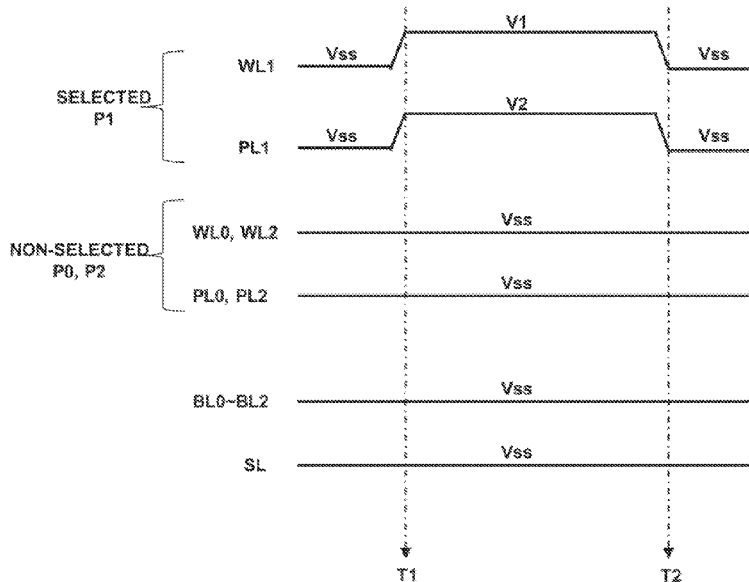 V1
Vss
Vss
WL1
SELECTED
P1
V2
Vss
Vss
PL1
Vss
WL0, WL2
NON-SELECTED
P0, P2
Vss
PL0, PL2
Vss
BL0~BL2
Vss
SL
T1
T2